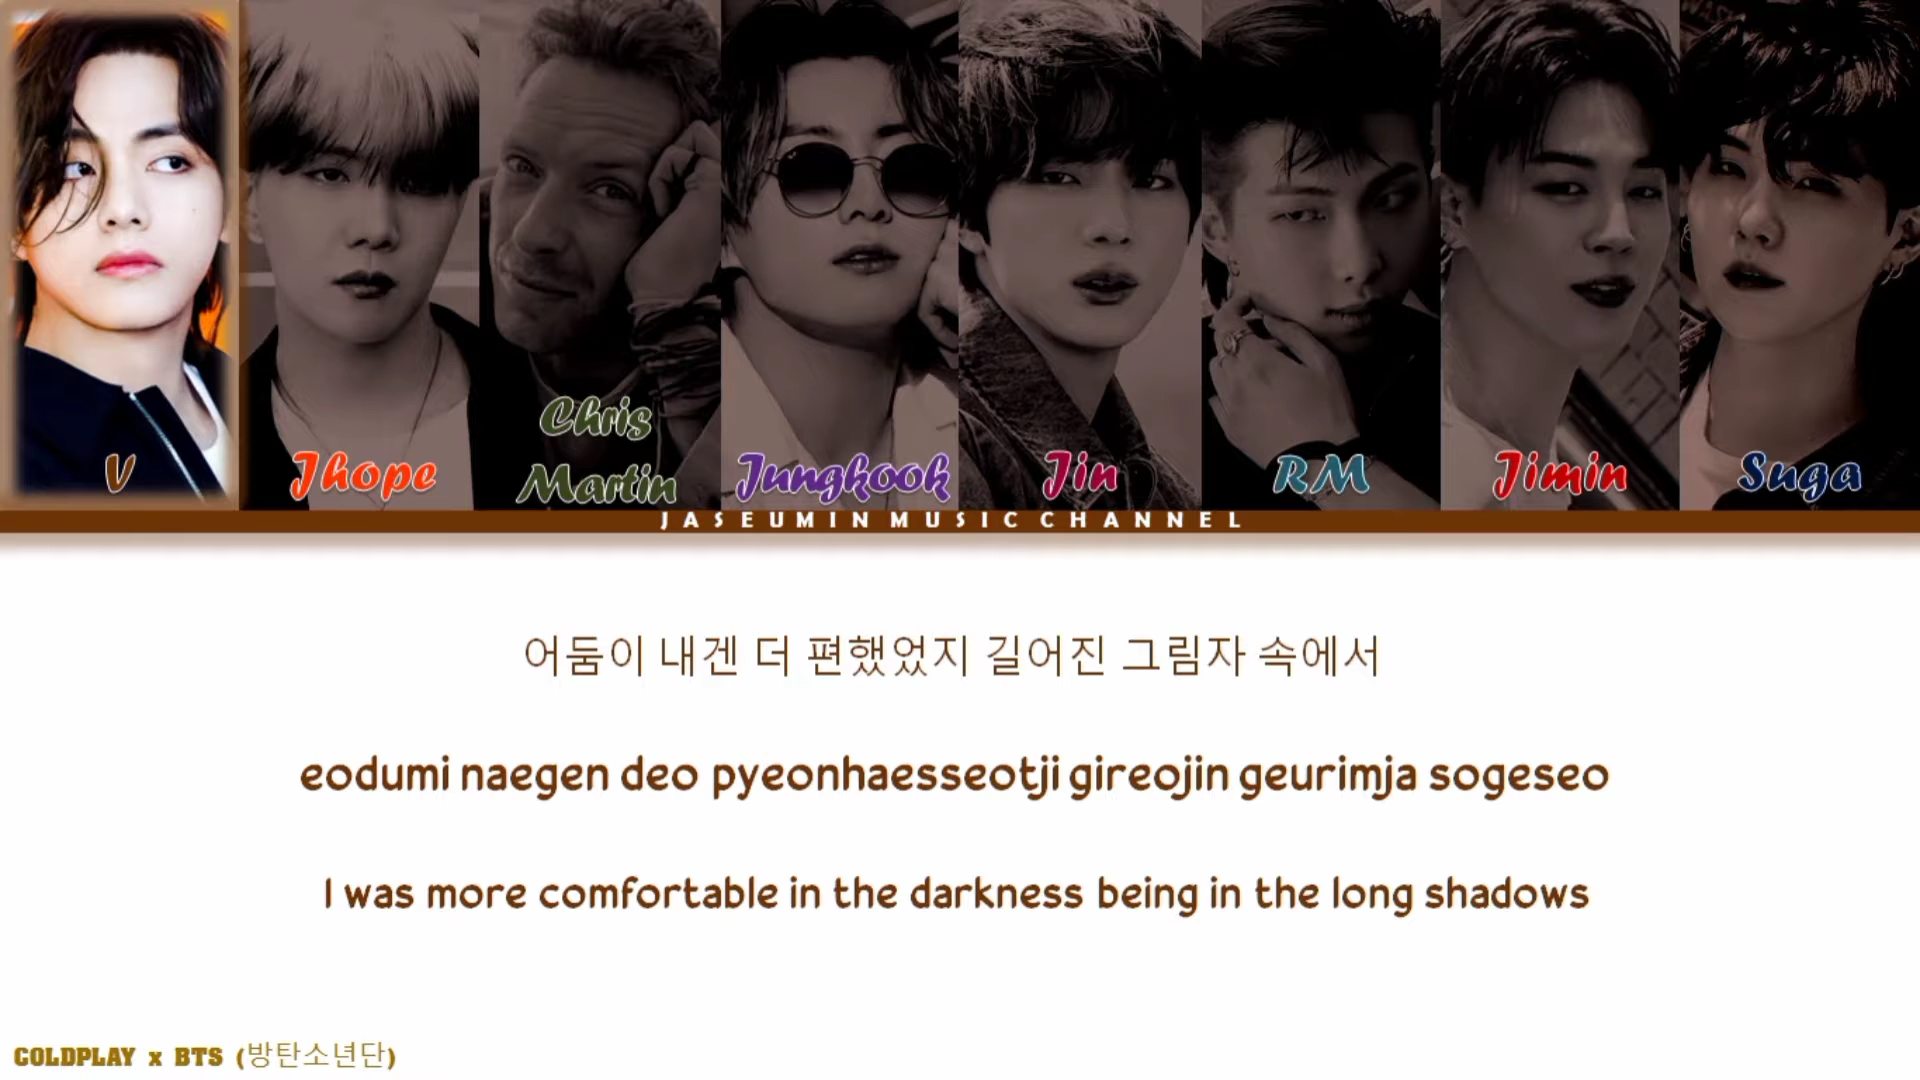 V
Jhope
Chris
Martin
Jungkook
Jin
RM
Jimin
Suga
JASEUMIN MUSIC CHANNEL
어둠이 내겐 더 편했었지 길어진 그림자 속에서
eodumi naegen deo pyeonhaesseotji gireojin geurimja sogeseo
I was more comfortable in the darkness being in the long shadows
COLDPLAY x BTS (방탄소년단)